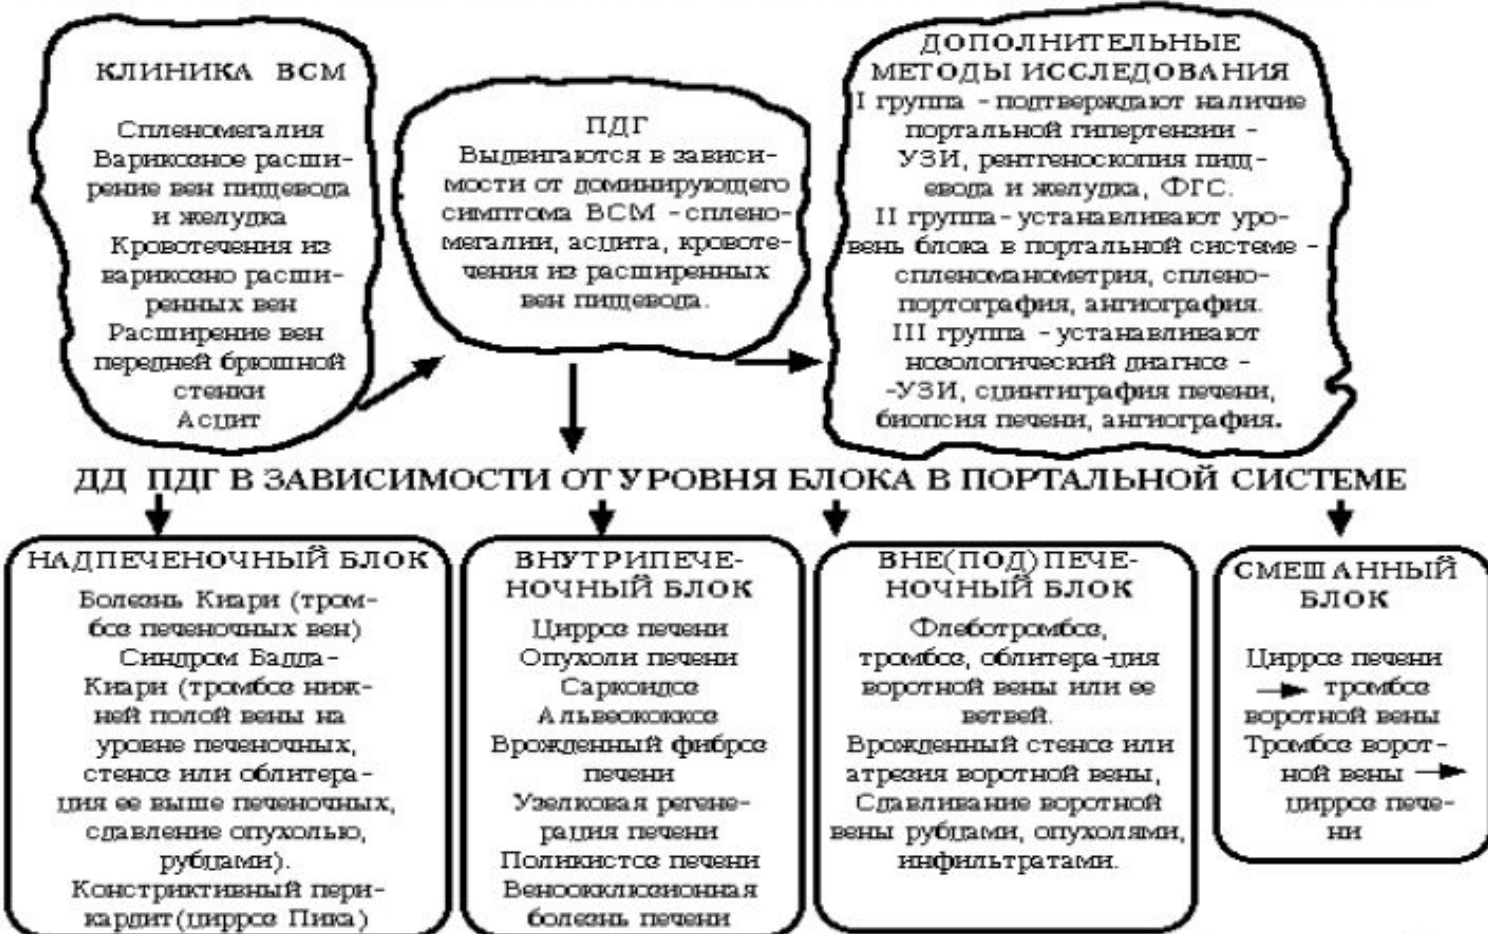 КЛИНИКА ВСМ
Спленомегалия
Варикозное расши-
рение вен пищевода
и желудка
Кровотечения из
варикозно расши-
ренных вен
Расширение вен
передней брюшной
стенки
Асцит
ПДГ
Выдвигаются в зависи-
мости от доминирующего
симптома ВСМ - сплено-
мегалии, асцита, кровоте-
чения из расширенных
вен пищевода.
ДОПОЛНИТЕЛЬНЫЕ
МЕТОДЫ ИССЛЕДОВАНИЯ
I группа - подтверждают наличие
портальной гипертензии -
УЗИ, рентгеноскопия пищ-
евода и желудка, ФГС.
II группа - устанавливают уро-
вень блока в портальной системе -
спленоманометрия, сплено-
портография, ангиография.
III группа - устанавливают
нозологический диагноз -
-УЗИ, сцинтиграфия печени,
биопсия печени, ангиография.
ДД ПДГ В ЗАВИСИМОСТИ ОТ УРОВНЯ БЛОКА В ПОРТАЛЬНОЙ СИСТЕМЕ
НАДПЕЧЕНОЧНЫЙ БЛОК
Болезнь Киари (тром-
боз печеночных вен)
Синдром Бадда-
Киари (тромбоз ниж-
ней полой вены на
уровне печеночных,
стеноз или облитера-
ция ее выше печеночных,
сдавление опухолью,
рубцами).
Констриктивный пери-
кардит(цирроз Пика)
ВНУТРИПЕЧЕ-
НОЧНЫЙ БЛОК
Цирроз печени
Опухоли печени
Саркоидоз
Альвеококкоз
Врожденный фиброз
печени
Узелковая регене-
рация печени
Поликистоз печени
Веноокклюзионная
болезнь печени
ВНЕ(ПОД)ПЕЧЕ-
НОЧНЫЙ БЛОК
Флеботромбоз,
тромбоз, облитера-ция
воротной вены или ее
ветвей.
Врожденный стеноз или
атрезия воротной вены,
Сдавливание воротной
вены рубцами, опухолями,
инфильтратами.
СМЕШАННЫЙ
БЛОК
Цирроз печени
→ тромбоз
воротной вены
Тромбоз ворот-
ной вены →
цирроз пече-
ни